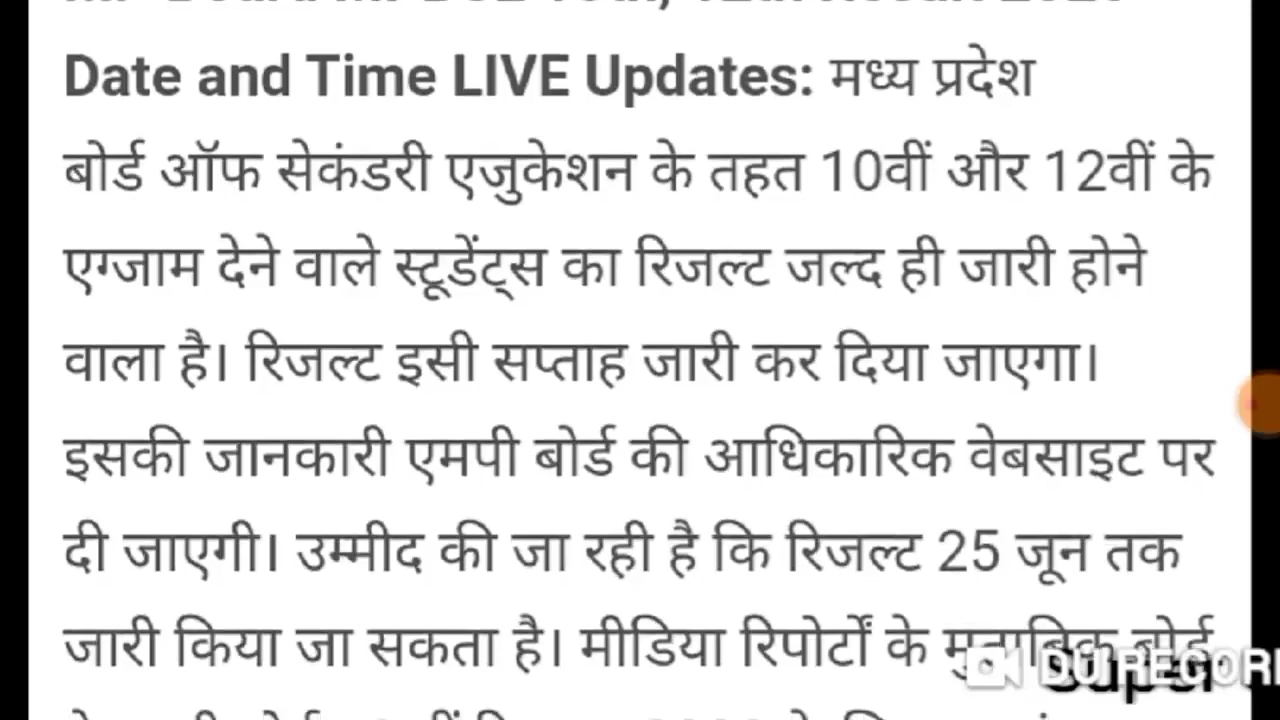 Date and Time LIVE Updates: मध्य प्रदेश
बोर्ड ऑफ सेकंडरी एजुकेशन के तहत 10वीं और 12वीं के
एग्जाम देने वाले स्टूडेंट्स का रिजल्ट जल्द ही जारी होने
वाला है। रिजल्ट इसी सप्ताह जारी कर दिया जाएगा।
इसकी जानकारी एमपी बोर्ड की आधिकारिक वेबसाइट पर
दी जाएगी। उम्मीद की जा रही है कि रिजल्ट 25 जून तक
जारी किया जा सकता है। मीडिया रिपोर्टों के मुताबिक बोर्ड
Super